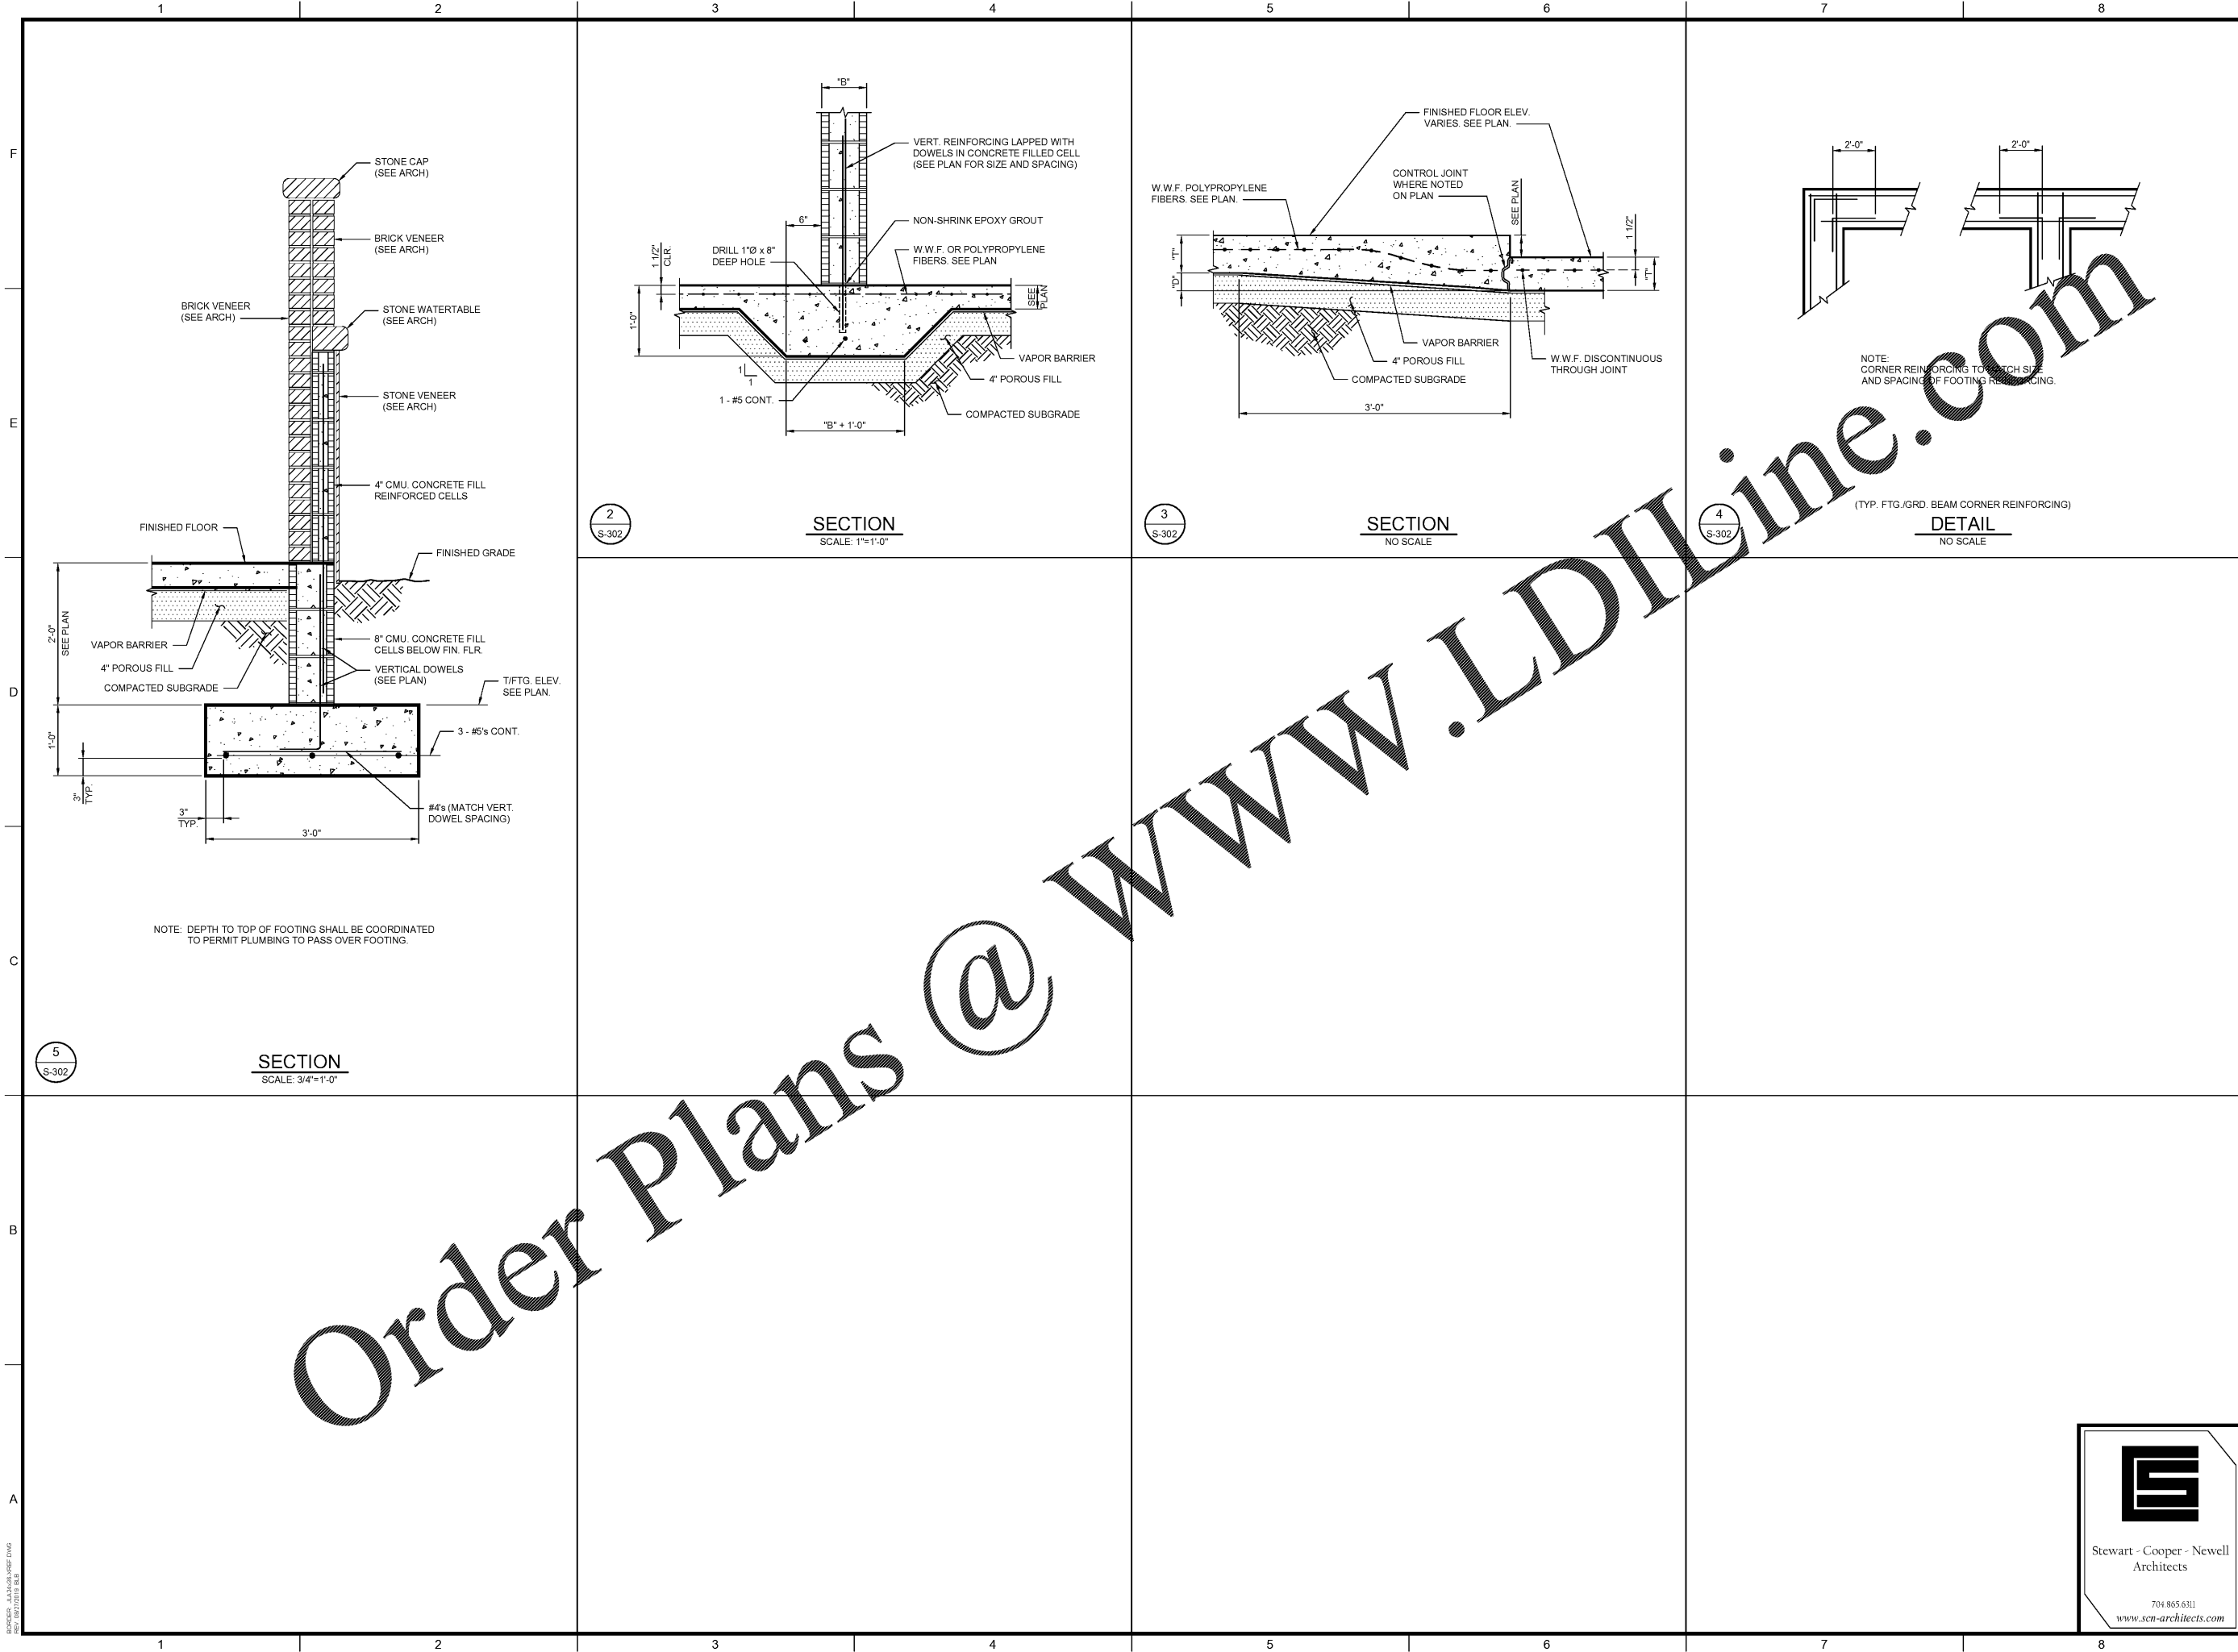 1 2 3 4 5 6 7 8
F
E
D
C
B
A
STONE CAP
(SEE ARCH)
BRICK VENEER
(SEE ARCH)
BRICK VENEER
(SEE ARCH)
STONE WATERTABLE
(SEE ARCH)
STONE VENEER
(SEE ARCH)
4" CMU. CONCRETE FILL
REINFORCED CELLS
FINISHED FLOOR
FINISHED GRADE
2'-0"
SEE PLAN
VAPOR BARRIER
4" POROUS FILL
COMPACTED SUBGRADE
8" CMU. CONCRETE FILL
CELLS BELOW FIN. FLR.
VERTICAL DOWELS
(SEE PLAN)
T/FTG. ELEV.
SEE PLAN.
1'-0"
3 - #5's CONT.
3"
TYP.
3"
TYP.
#4's (MATCH VERT.
DOWEL SPACING)
3'-0"
NOTE: DEPTH TO TOP OF FOOTING SHALL BE COORDINATED
TO PERMIT PLUMBING TO PASS OVER FOOTING.
5
S-302
SECTION
SCALE: 3/4"=1'-0"
"B"
VERT. REINFORCING LAPPED WITH
DOWELS IN CONCRETE FILLED CELL
(SEE PLAN FOR SIZE AND SPACING)
6"
NON-SHRINK EPOXY GROUT
1 1/2"
CLR.
DRILL 1"Ø x 8"
DEEP HOLE
W.W.F. OR POLYPROPYLENE
FIBERS. SEE PLAN
SEE
PLAN
1'-0"
VAPOR BARRIER
1
1
4" POROUS FILL
1 - #5 CONT.
COMPACTED SUBGRADE
"B" + 1'-0"
2
S-302
SECTION
SCALE: 1"=1'-0"
FINISHED FLOOR ELEV.
VARIES. SEE PLAN.
W.W.F. POLYPROPYLENE
FIBERS. SEE PLAN.
CONTROL JOINT
WHERE NOTED
ON PLAN
SEE PLAN
1 1/2"
"T"
"D"
"T"
VAPOR BARRIER
4" POROUS FILL
COMPACTED SUBGRADE
W.W.F. DISCONTINUOUS
THROUGH JOINT
3'-0"
3
S-302
SECTION
NO SCALE
2'-0"
2'-0"
NOTE:
CORNER REINFORCING TO MATCH SIZE
AND SPACING OF FOOTING REINFORCING.
(TYP. FTG./GRD. BEAM CORNER REINFORCING)
4
S-302
DETAIL
NO SCALE
Order Plans @ WWW.LDILine.com
Stewart - Cooper - Newell
Architects
704.865.6311
www.scn-architects.com
1 2 3 4 5 6 7 8